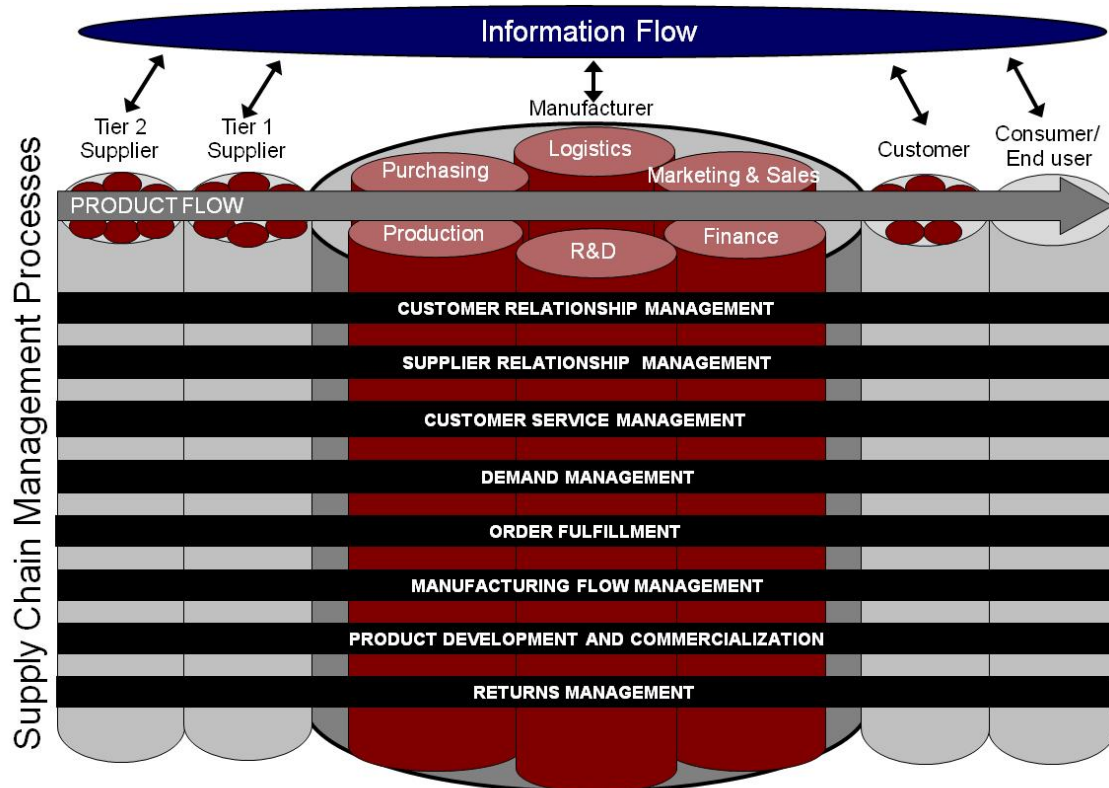 Information Flow
Manufacturer
Tier 2
Supplier
Tier 1
Supplier
Customer
Consumer/
End user
Logistics
Purchasing
Marketing & Sales
PRODUCT FLOW
Production
R&D
Finance
Supply Chain Management Processes
CUSTOMER RELATIONSHIP MANAGEMENT
SUPPLIER RELATIONSHIP MANAGEMENT
CUSTOMER SERVICE MANAGEMENT
DEMAND MANAGEMENT
ORDER FULFILLMENT
MANUFACTURING FLOW MANAGEMENT
PRODUCT DEVELOPMENT AND COMMERCIALIZATION
RETURNS MANAGEMENT